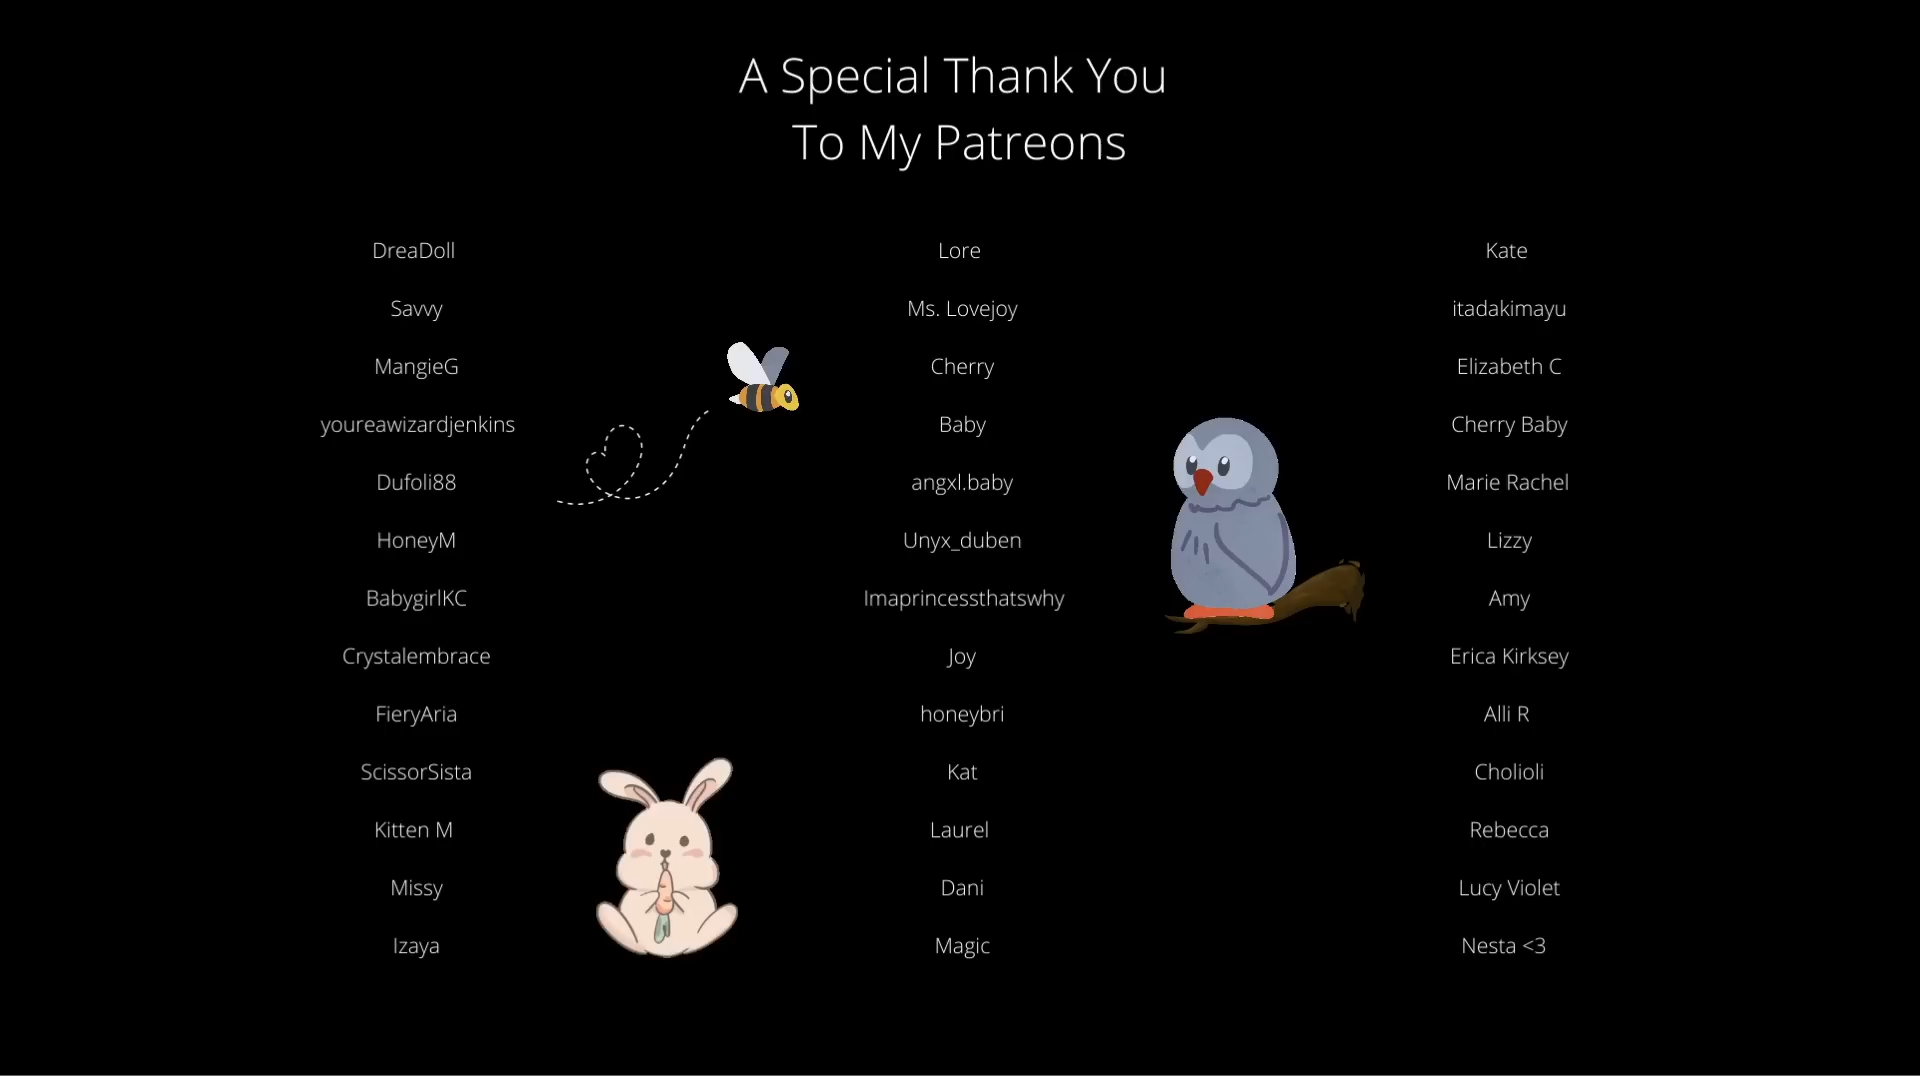 A Special Thank You
To My Patreons
DreaDoll
Savvy
MangieG
youreawizardjenkins
Dufoli88
HoneyM
BabygirlKC
Crystalembrace
FieryAria
ScissorSista
Kitten M
Missy
Izaya
Lore
Ms. Lovejoy
Cherry
Baby
angxl.baby
Unyx_duben
Imaprincessthatswhy
Joy
honeybri
Kat
Laurel
Dani
Magic
Kate
itadakimayu
Elizabeth C
Cherry Baby
Marie Rachel
Lizzy
Amy
Erica Kirksey
Alli R
Cholioli
Rebecca
Lucy Violet
Nesta <3